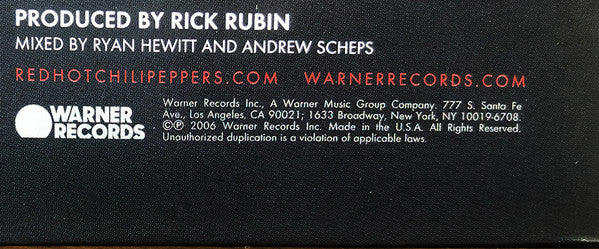 PRODUCED BY RICK RUBIN
MIXED BY RYAN HEWITT AND ANDREW SCHEPS
REDHOTCHILIPEPPERS.COM WARNERRECORDS.COM
WARNER
RECORDS
Warner Records Inc., A Warner Music Group Company. 777 S. Santa Fe
Ave., Los Angeles, CA 90021; 1633 Broadway, New York, NY 10019-6708.
©℗ 2006 Warner Records Inc. Made in the U.S.A. All Rights Reserved.
Unauthorized duplication is a violation of applicable laws.